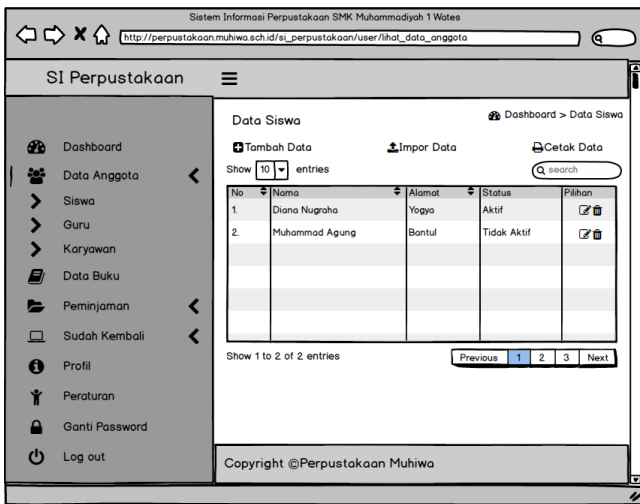 Sistem Informasi Perpustakaan SMK Muhammadiyah 1 Wates
http://perpustakaan.muhiwa.sch.id/si_perpustakaan/user/lihat_data_anggota
SI Perpustakaan
Dashboard
Data Anggota
Siswa
Guru
Karyawan
Data Buku
Peminjaman
Sudah Kembali
Profil
Peraturan
Ganti Password
Log out
Data Siswa
Dashboard > Data Siswa
Tambah Data Impor Data Cetak Data
Show 10 entries search
No Nama Alamat Status Pilihan
1. Diana Nugraha Yogya Aktif
2. Muhammad Agung Bantul Tidak Aktif
Show 1 to 2 of 2 entries Previous 1 2 3 Next
Copyright ©Perpustakaan Muhiwa